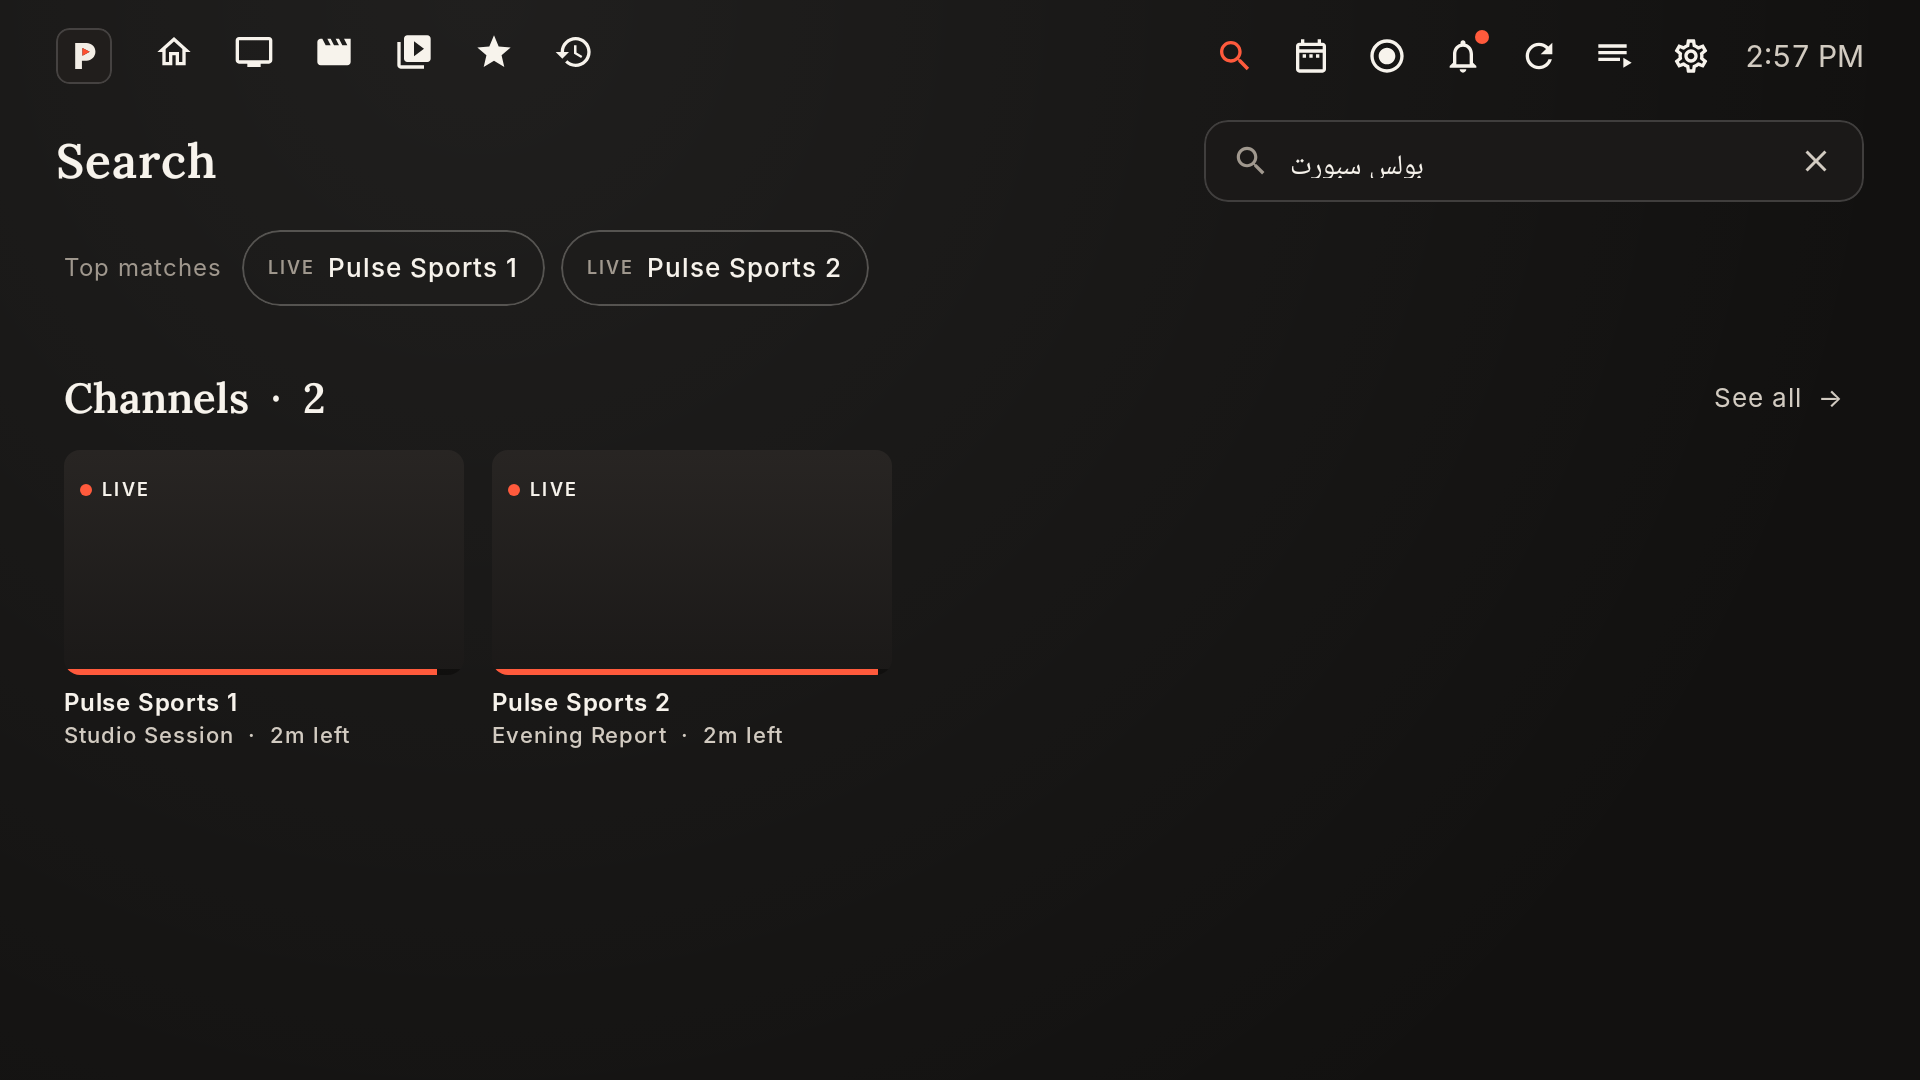 P
2:57 PM
Search
بولس سبورت
Top matches
LIVE Pulse Sports 1
LIVE Pulse Sports 2
Channels · 2
See all →
LIVE
LIVE
Pulse Sports 1
Studio Session · 2m left
Pulse Sports 2
Evening Report · 2m left